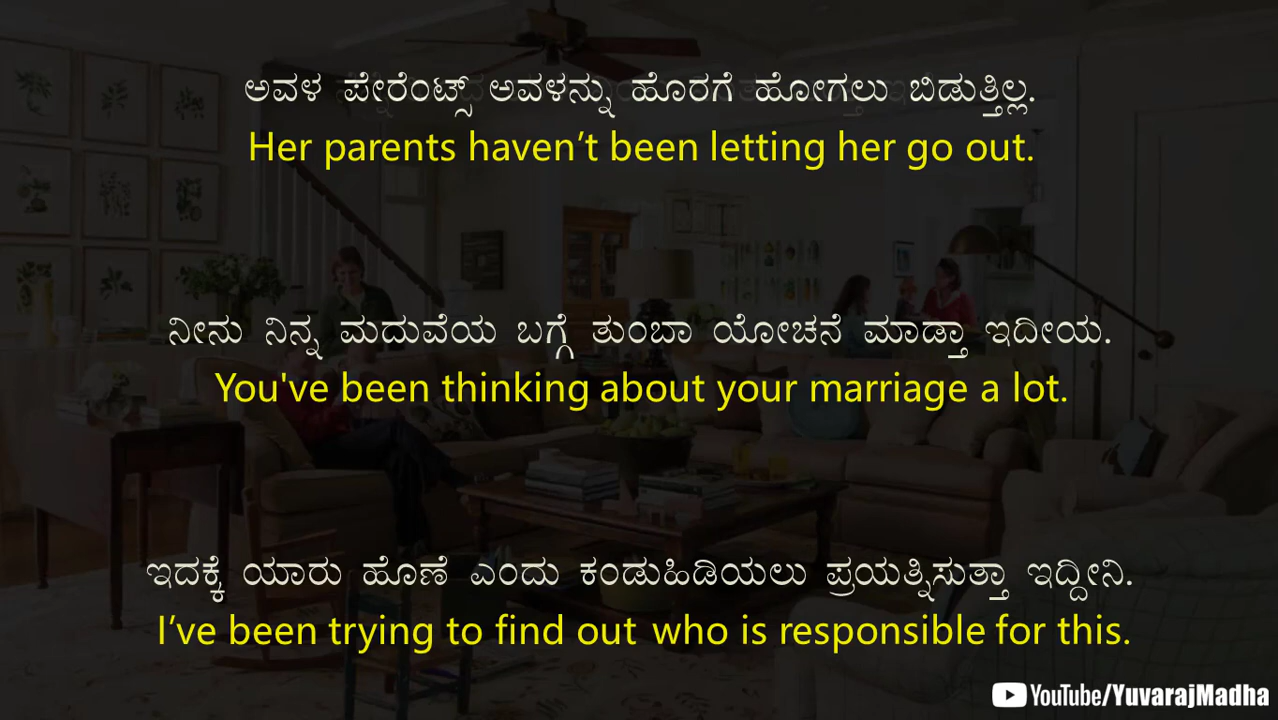 ಅವಳ ಪೇರೆಂಟ್ಸ್ ಅವಳನ್ನು ಹೊರಗೆ ಹೋಗಲು ಬಿಡುತ್ತಿಲ್ಲ.
Her parents haven’t been letting her go out.
ನೀನು ನಿನ್ನ ಮದುವೆಯ ಬಗ್ಗೆ ತುಂಬಾ ಯೋಚನೆ ಮಾಡ್ತಾ ಇದೀಯ.
You've been thinking about your marriage a lot.
ಇದಕ್ಕೆ ಯಾರು ಹೊಣೆ ಎಂದು ಕಂಡುಹಿಡಿಯಲು ಪ್ರಯತ್ನಿಸುತ್ತಾ ಇದ್ದೀನಿ.
I’ve been trying to find out who is responsible for this.
YouTube/YuvarajMadha